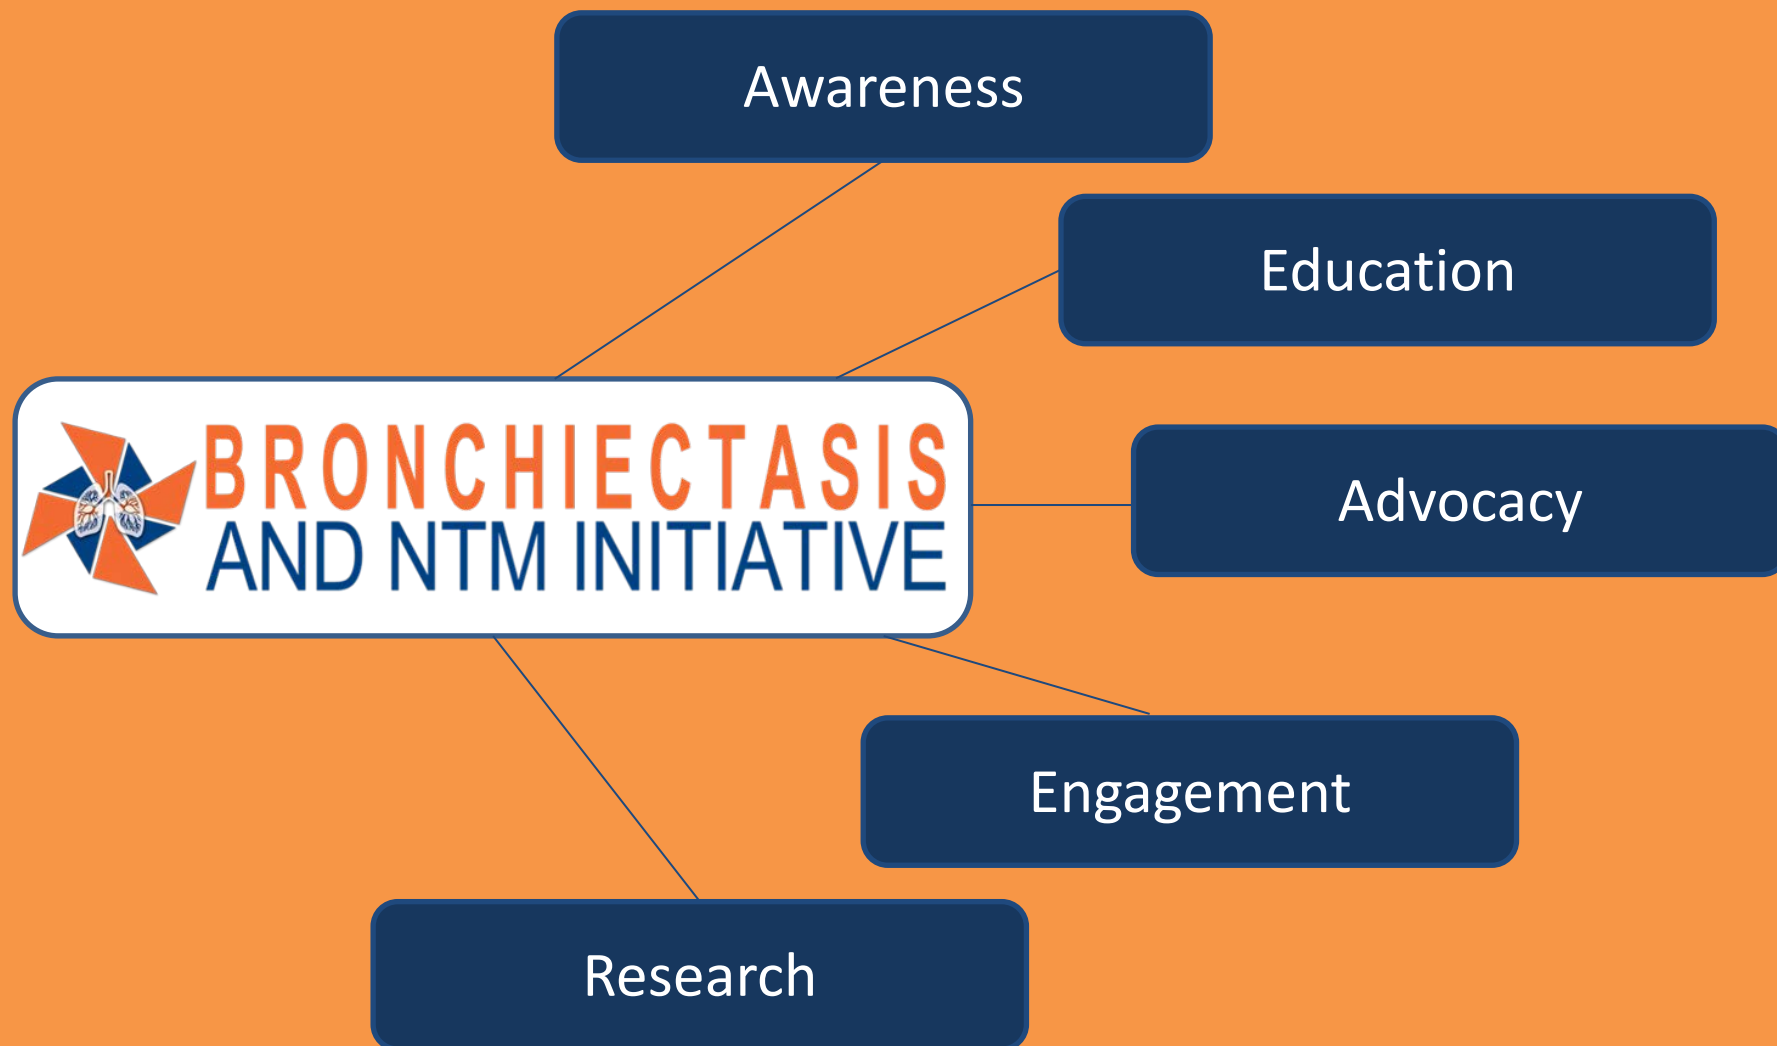 Awareness
Education
BRONCHIECTASIS
AND NTM INITIATIVE
Advocacy
Engagement
Research